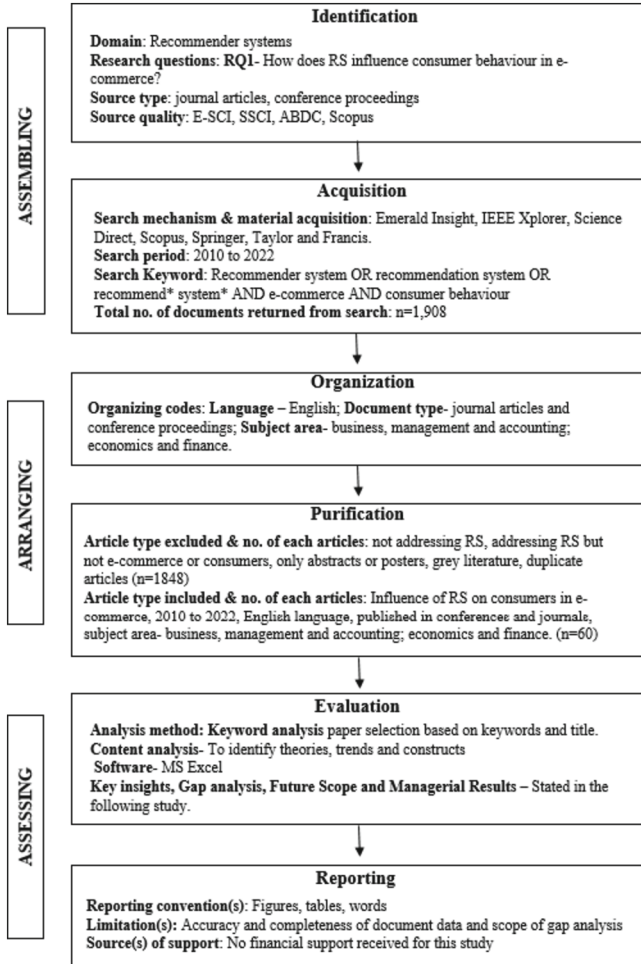 ASSEMBLING
Identification
Domain: Recommender systems
Research questions: RQ1- How does RS influence consumer behaviour in e-
commerce?
Source type: journal articles, conference proceedings
Source quality: E-SCI, SSCI, ABDC, Scopus
Acquisition
Search mechanism & material acquisition: Emerald Insight, IEEE Xplorer, Science
Direct, Scopus, Springer, Taylor and Francis.
Search period: 2010 to 2022
Search Keyword: Recommender system OR recommendation system OR
recommend* system* AND e-commerce AND consumer behaviour
Total no. of documents returned from search: n=1,908
ARRANGING
Organization
Organizing codes: Language – English; Document type- journal articles and
conference proceedings; Subject area- business, management and accounting;
economics and finance.
Purification
Article type excluded & no. of each articles: not addressing RS, addressing RS but
not e-commerce or consumers, only abstracts or posters, grey literature, duplicate
articles (n=1848)
Article type included & no. of each articles: Influence of RS on consumers in e-
commerce, 2010 to 2022, English language, published in conferences and journals,
subject area- business, management and accounting; economics and finance. (n=60)
ASSESSING
Evaluation
Analysis method: Keyword analysis paper selection based on keywords and title.
Content analysis- To identify theories, trends and constructs
Software- MS Excel
Key insights, Gap analysis, Future Scope and Managerial Results – Stated in the
following study.
Reporting
Reporting convention(s): Figures, tables, words
Limitation(s): Accuracy and completeness of document data and scope of gap analysis
Source(s) of support: No financial support received for this study